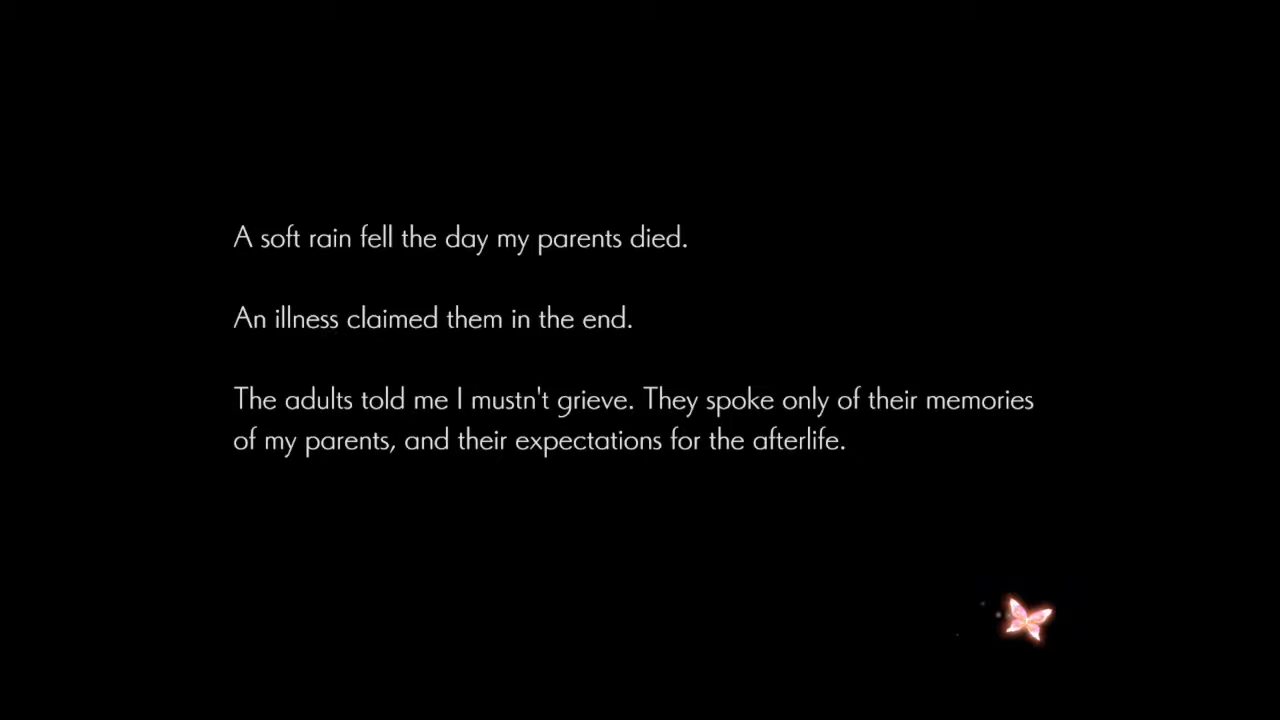 A soft rain fell the day my parents died.
An illness claimed them in the end.
The adults told me I mustn't grieve. They spoke only of their memories
of my parents, and their expectations for the afterlife.